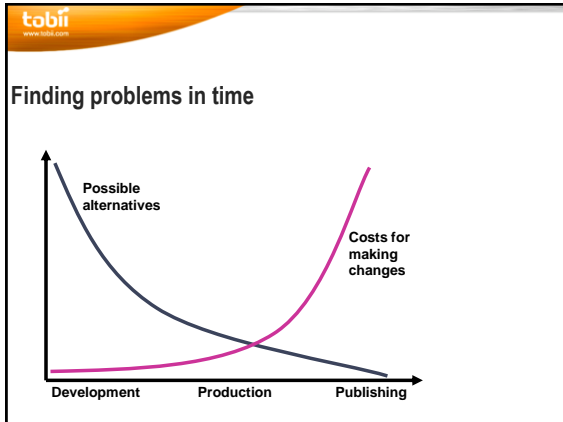 tobii
www.tobii.com
Finding problems in time
Possible
alternatives
Costs for
making
changes
Development Production Publishing